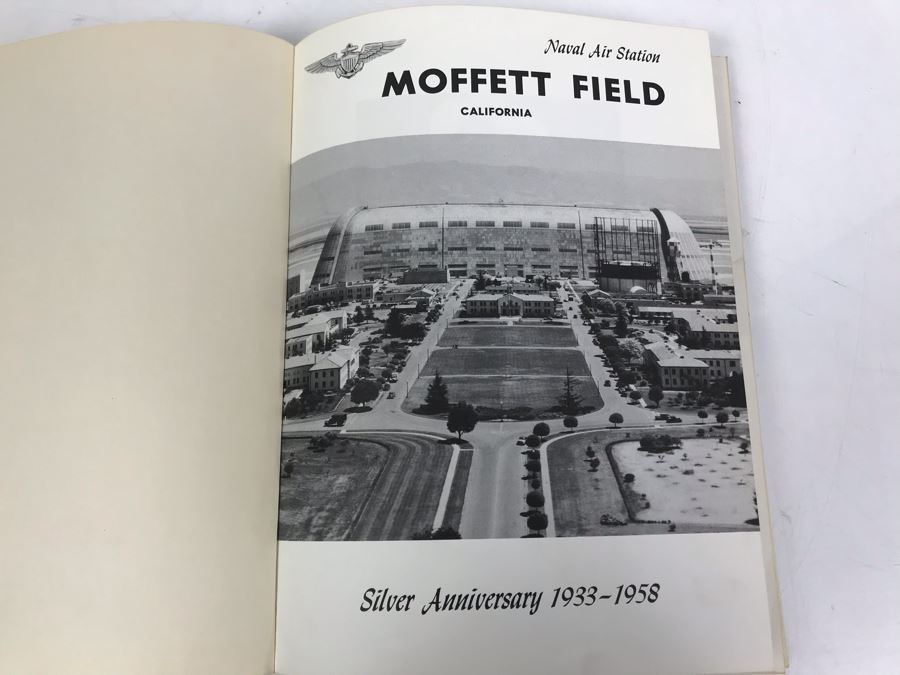 Naval Air Station
MOFFETT FIELD
CALIFORNIA
Silver Anniversary 1933–1958